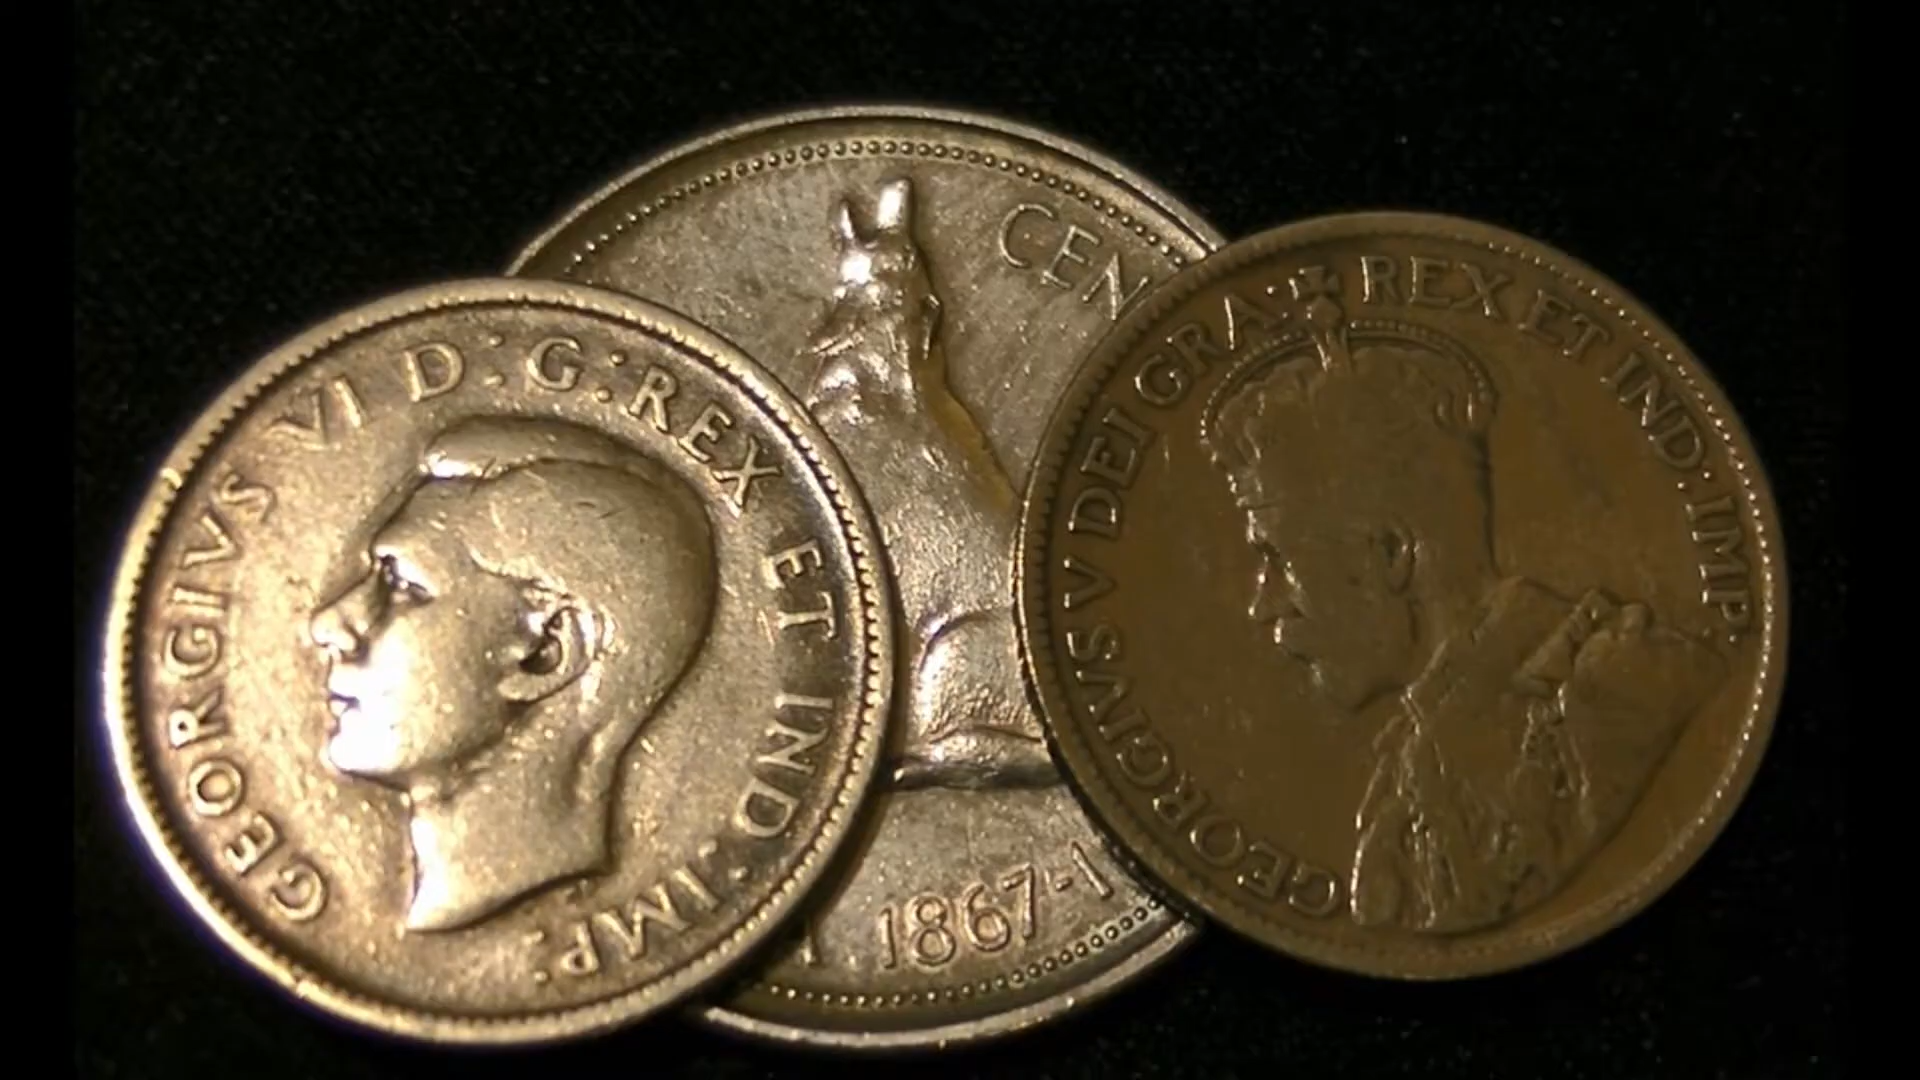 GEORGIVS VI D:G:REX ET IND:IMP:
CEN
1867-1
GEORGIVS V DEI GRA: REX ET IND: IMP: